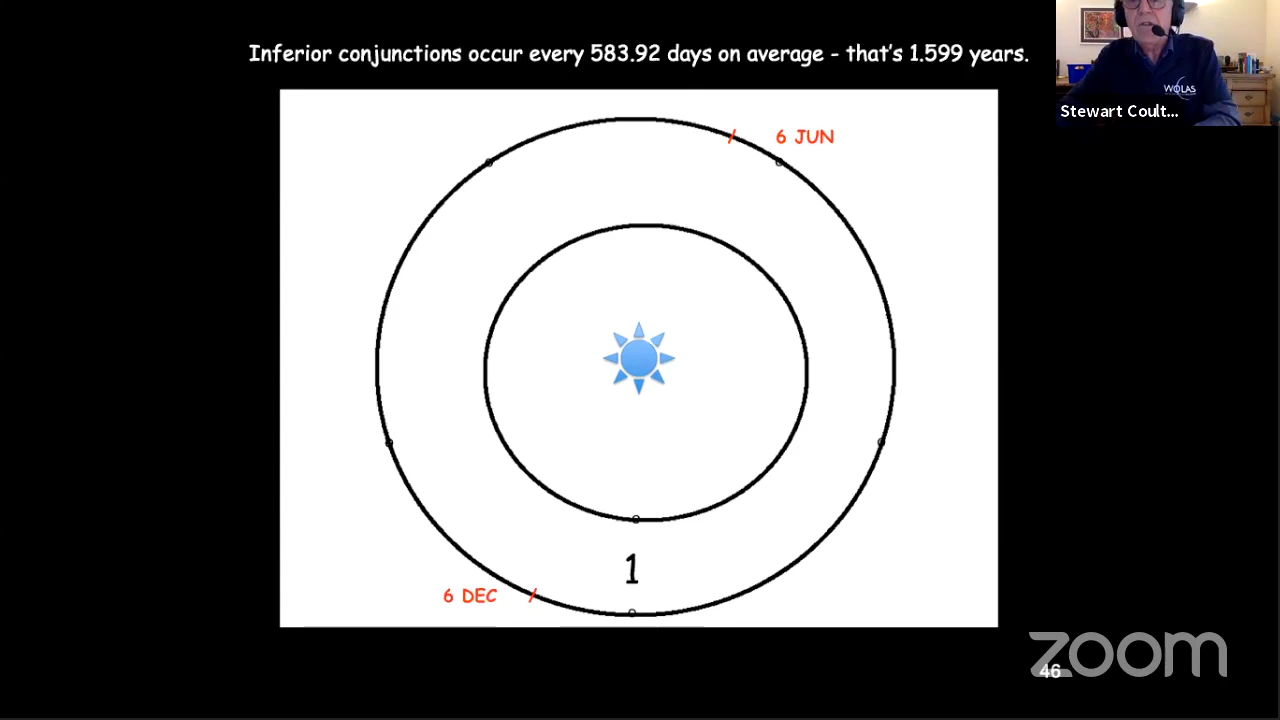 Inferior conjunctions occur every 583.92 days on average - that's 1.599 years.
WOLAS
Stewart Coult...
6 JUN
1
6 DEC
zoom
46